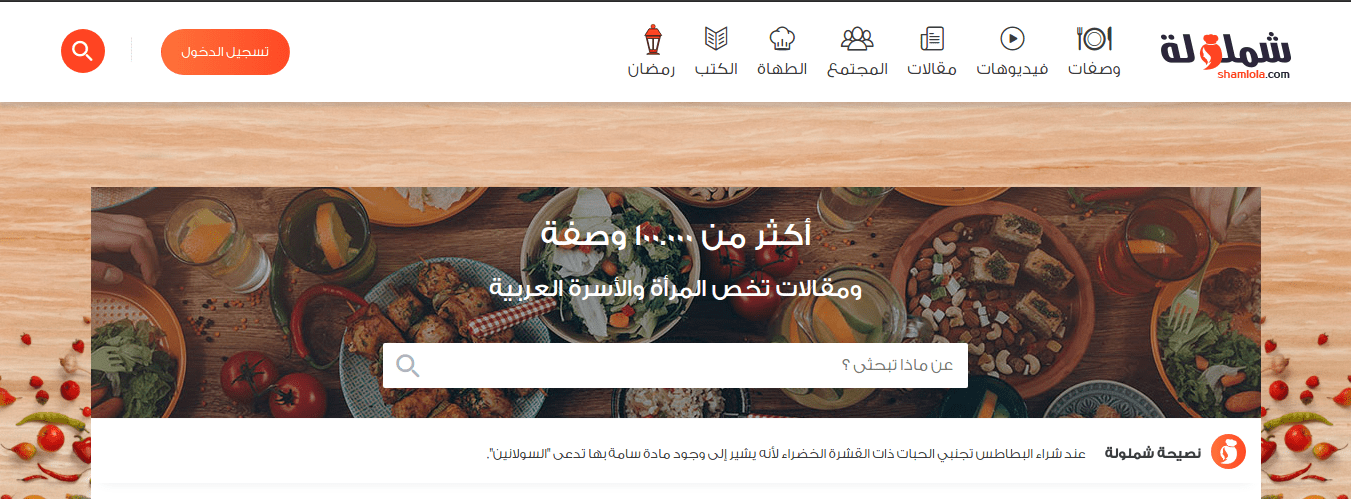 شملولة
shamlola.com
وصفات
فيديوهات
مقالات
المجتمع
الطهاة
الكتب
رمضان
تسجيل الدخول
أكثر من ١٠٠.٠٠٠ وصفة
ومقالات تخص المرأة والأسرة العربية
عن ماذا تبحثى ؟
نصيحة شملولة عند شراء البطاطس تجنبي الحبات ذات القشرة الخضراء لأنه يشير إلى وجود مادة سامة بها تدعى "السولانين".